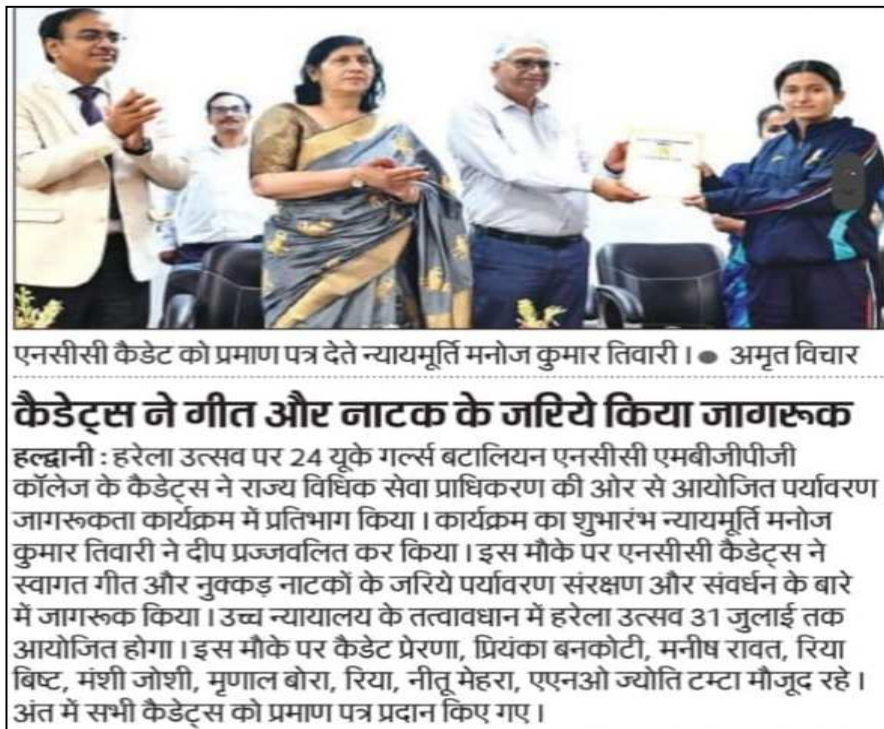 एनसीसी कैडेट को प्रमाण पत्र देते न्यायमूर्ति मनोज कुमार तिवारी। ● अमृत विचार
कैडेट्स ने गीत और नाटक के जरिये किया जागरूक
हल्द्वानी : हरेला उत्सव पर 24 यूके गर्ल्स बटालियन एनसीसी एमबीजीपीजी
कॉलेज के कैडेट्स ने राज्य विधिक सेवा प्राधिकरण की ओर से आयोजित पर्यावरण
जागरूकता कार्यक्रम में प्रतिभाग किया। कार्यक्रम का शुभारंभ न्यायमूर्ति मनोज
कुमार तिवारी ने दीप प्रज्जवलित कर किया। इस मौके पर एनसीसी कैडेट्स ने
स्वागत गीत और नुक्कड़ नाटकों के जरिये पर्यावरण संरक्षण और संवर्धन के बारे
में जागरूक किया। उच्च न्यायालय के तत्वावधान में हरेला उत्सव 31 जुलाई तक
आयोजित होगा। इस मौके पर कैडेट प्रेरणा, प्रियंका बनकोटी, मनीष रावत, रिया
बिष्ट, मंशी जोशी, मृणाल बोरा, रिया, नीतू मेहरा, एएनओ ज्योति टम्टा मौजूद रहे।
अंत में सभी कैडेट्स को प्रमाण पत्र प्रदान किए गए।